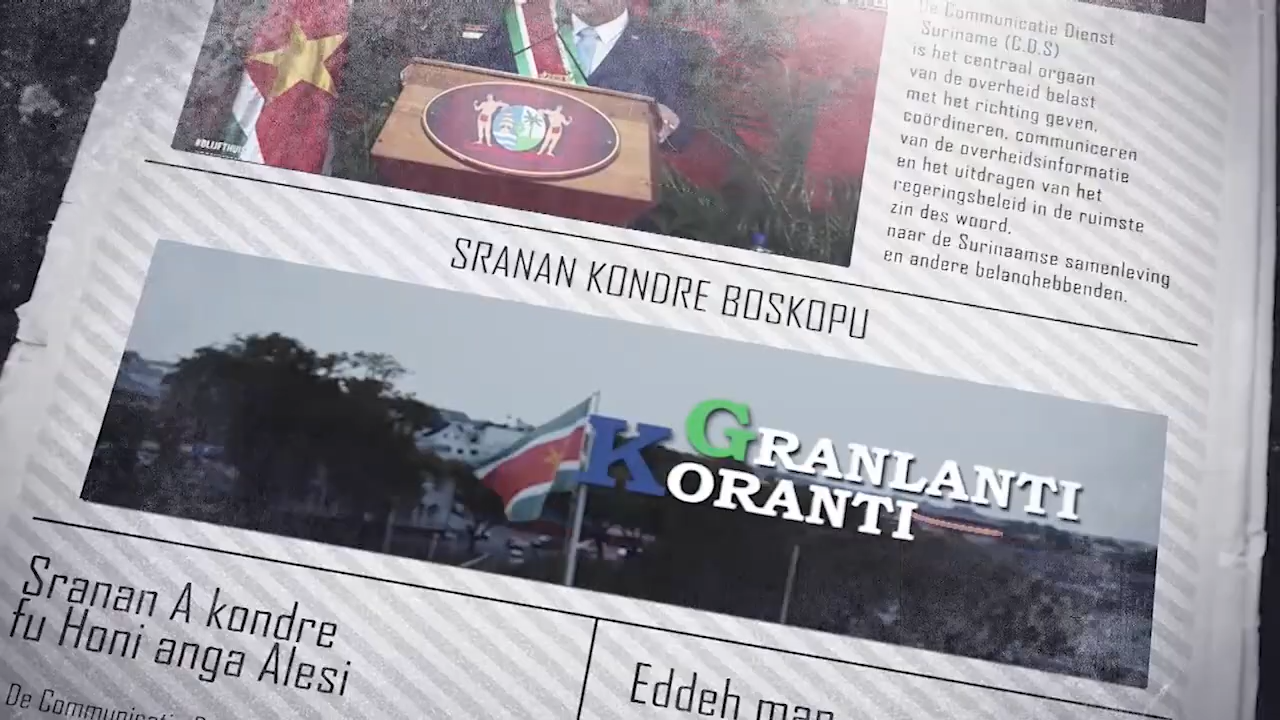 De Communicatie Dienst
Suriname (C.D.S)
is het centraal orgaan
van de overheid belast
met het richting geven,
coördineren, communiceren
van de overheidsinformatie
en het uitdragen van het
regeringsbeleid in de ruimste
zin des woord,
naar de Surinaamse samenleving
en andere belanghebbenden.
SRANAN KONDRE BOSKOPU
GRANLANTI
KORANTI
Sranan A kondre
fu Honi anga Alesi
Eddeh man
De